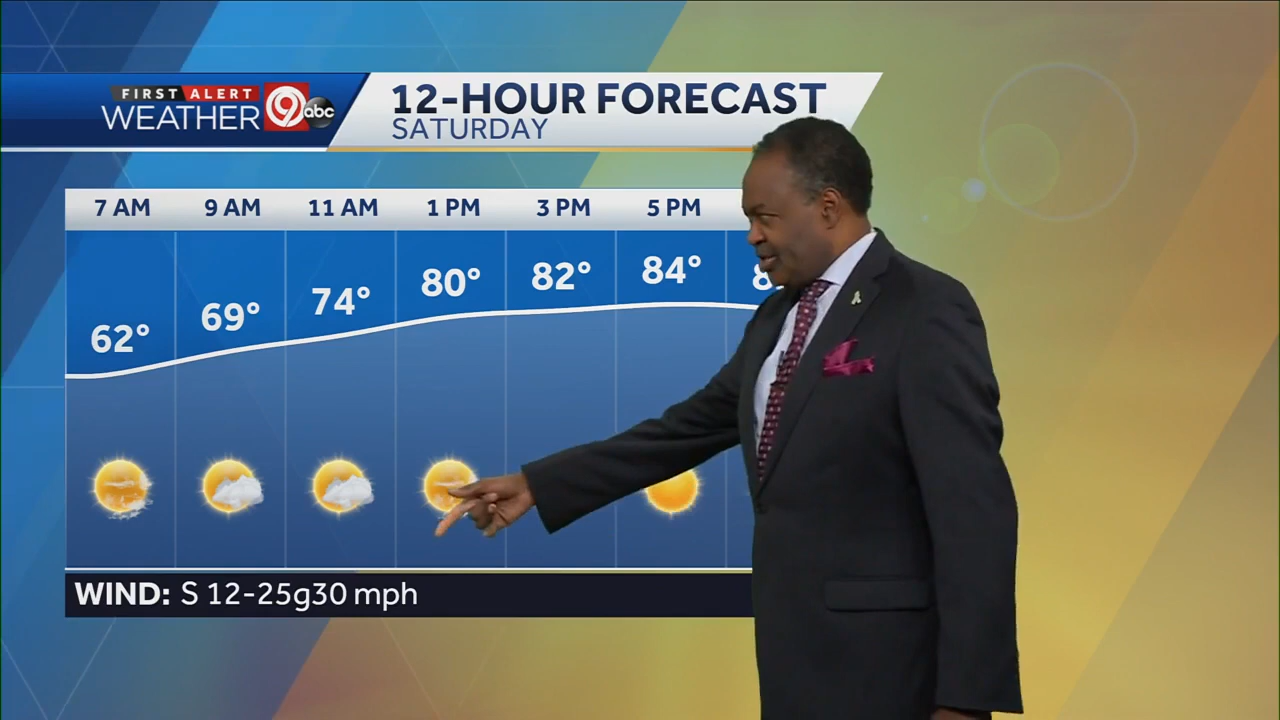 FIRST ALERT
WEATHER 9 abc
12-HOUR FORECAST
SATURDAY
7 AM 9 AM 11 AM 1 PM 3 PM 5 PM
62° 69° 74° 80° 82° 84°
WIND: S 12-25g30 mph